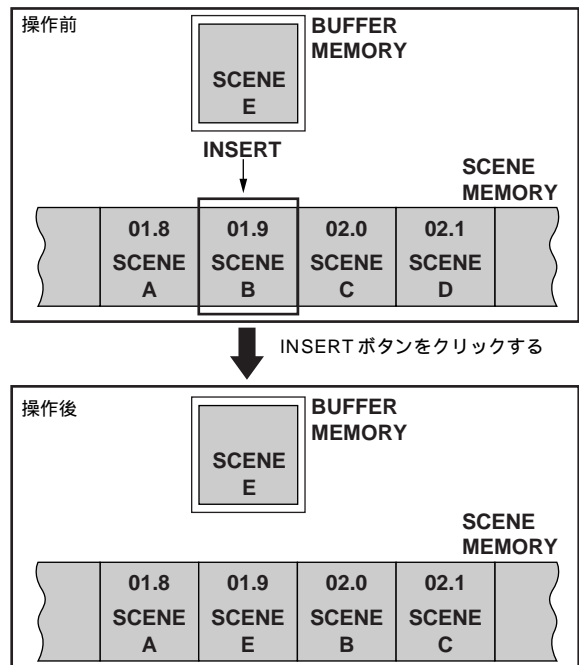 操作前
BUFFER
MEMORY
SCENE
E
INSERT
SCENE
MEMORY
01.8 01.9 02.0 02.1
SCENE SCENE SCENE SCENE
A B C D
INSERT ボタンをクリックする
操作後
BUFFER
MEMORY
SCENE
E
SCENE
MEMORY
01.8 01.9 02.0 02.1
SCENE SCENE SCENE SCENE
A E B C